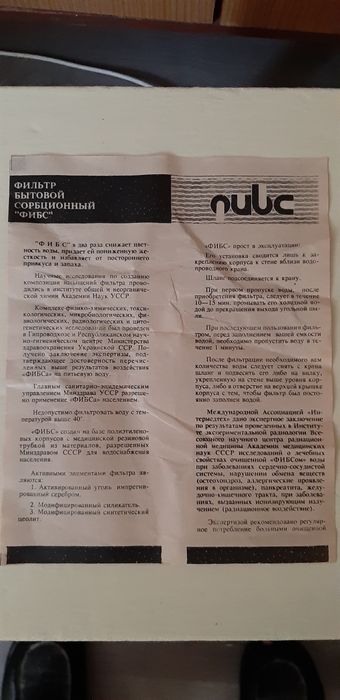 ФИЛЬТР
БЫТОВОЙ
СОРБЦИОННЫЙ
"ФИБС"
фибс
"Ф И Б С" в два раза снижает цвет-
ность воды, придает ей пониженную же-
сткость и избавляет от постороннего
привкуса и запаха.
Научные исследования по созданию
композиции насыщений фильтра прово-
дились в институте общей и неоргани-
ческой химии Академии Наук УССР.
Комплекс физико-химических, токси-
кологических, микробиологических, фи-
зиологических, радиологических и цито-
генетических исследований был проведен
в Гипроводхозе и Республиканском науч-
но-гигиеническом центре Министерства
здравоохранения Украинской ССР. По-
лучено заключение экспертизы, под-
тверждающее достоверность перечис-
ленных выше результатов воздействия
«ФИБСа» на питьевую воду.
Главным санитарно-эпидемическим
управлением Минздрава УССР разреше-
но применение «ФИБСа» населением.
Недопустимо фильтровать воду с тем-
пературой выше 40°
«ФИБС» создан на базе полиэтилено-
вых корпусов с медицинской резиновой
трубкой из материалов, разрешенных
Минздравом СССР для водоснабжения
населения.
Активными элементами фильтра яв-
ляются:
1. Активированный уголь импрегни-
рованный серебром.
2. Модифицированный силикагель.
3. Модифицированный синтетический
цеолит.
«ФИБС» прост в эксплуатации:
Его установка сводится лишь к за-
креплению корпуса к стене вблизи водо-
проводного крана.
Шланг подсоединяется к крану.
При первом пропуске воды, после
приобретения фильтра, следует в течение
10—15 мин. промывать его холодной во-
дой до прекращения выхода угольной пы-
ли.
При последующем пользовании филь-
тром, перед заполнением вашей емкости
водой, необходимо пропустить воду в те-
чение 1 минуты.
После фильтрации необходимого вам
количества воды следует снять с крана
шланг и подвесить его либо на вилку,
укрепленную на стене выше уровня кор-
пуса, либо в отверстие на верхней крышке
корпуса с тем, чтобы фильтр был посто-
янно заполнен водой.
Международной Ассоциацией «Ин-
термедлет» дано экспертное заключение
по результатам проведенных в Институ-
те экспериментальной радиологии Все-
союзного научного центра радиацион-
ной медицины Академии медицинских
наук СССР исследований о лечебных
свойствах очищенной «ФИБСом» воды
при заболеваниях сердечно-сосудистой
системы, нарушении обмена веществ
(остеохондроз, аллергические проявле-
ния в организме), панкреатита, желу-
дочно-кишечного тракта, при заболева-
ниях, вызванных ионизирующим излу-
чением (радиационное воздействие).
Экспертизой рекомендовано регуляр-
ное потребление больными очищенной